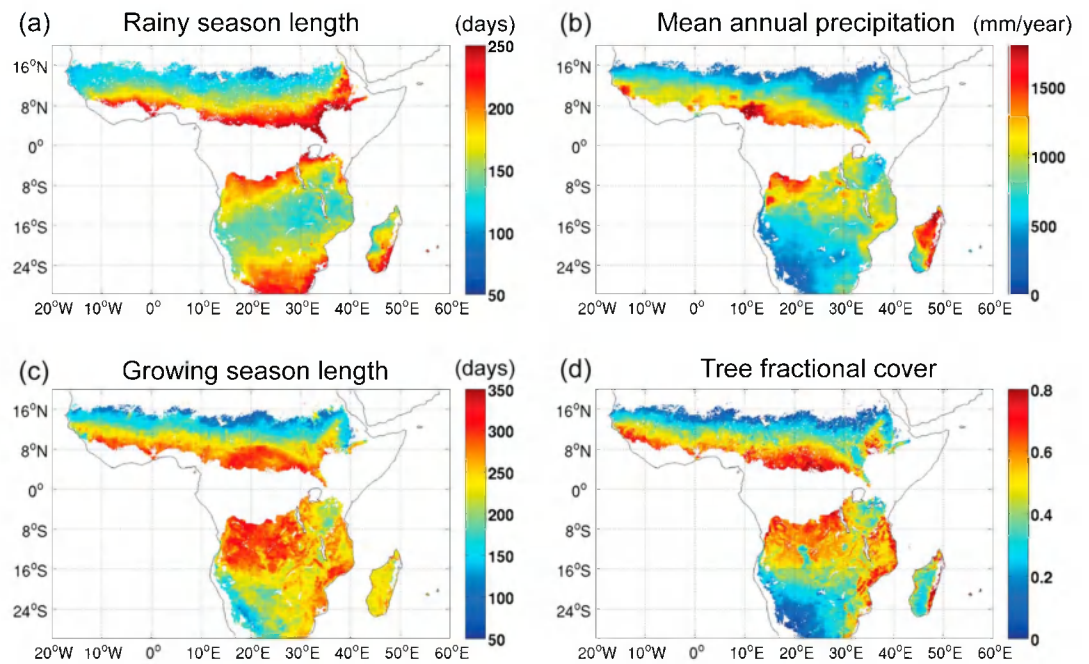 (a) Rainy season length (days)
(b) Mean annual precipitation (mm/year)
16°N
8°N
0°
8°S
16°S
24°S
20°W 10°W 0° 10°E 20°E 30°E 40°E 50°E 60°E
250
200
150
100
50
16°N
8°N
0°
8°S
16°S
24°S
20°W 10°W 0° 10°E 20°E 30°E 40°E 50°E 60°E
1500
1000
500
0
(c) Growing season length (days)
(d) Tree fractional cover
16°N
8°N
0°
8°S
16°S
24°S
20°W 10°W 0° 10°E 20°E 30°E 40°E 50°E 60°E
350
300
250
200
150
100
50
16°N
8°N
0°
8°S
16°S
24°S
20°W 10°W 0° 10°E 20°E 30°E 40°E 50°E 60°E
0.8
0.6
0.4
0.2
0